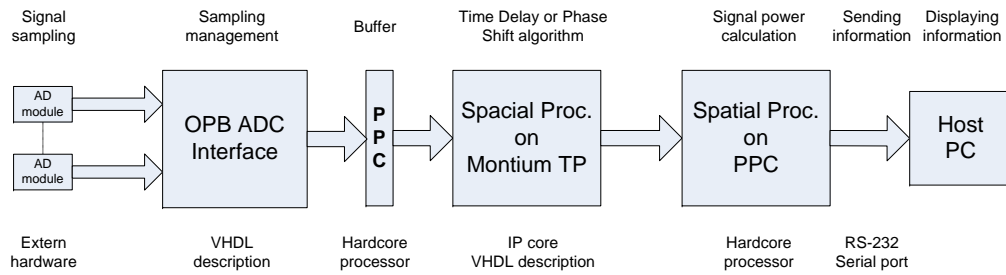 Signal
sampling
Sampling
management
Buffer
Time Delay or Phase
Shift algorithm
Signal power
calculation
Sending
information
Displaying
information
AD
module
AD
module
OPB ADC
Interface
P
P
C
Spacial Proc.
on
Montium TP
Spatial Proc.
on
PPC
Host
PC
Extern
hardware
VHDL
description
Hardcore
processor
IP core
VHDL description
Hardcore
processor
RS-232
Serial port